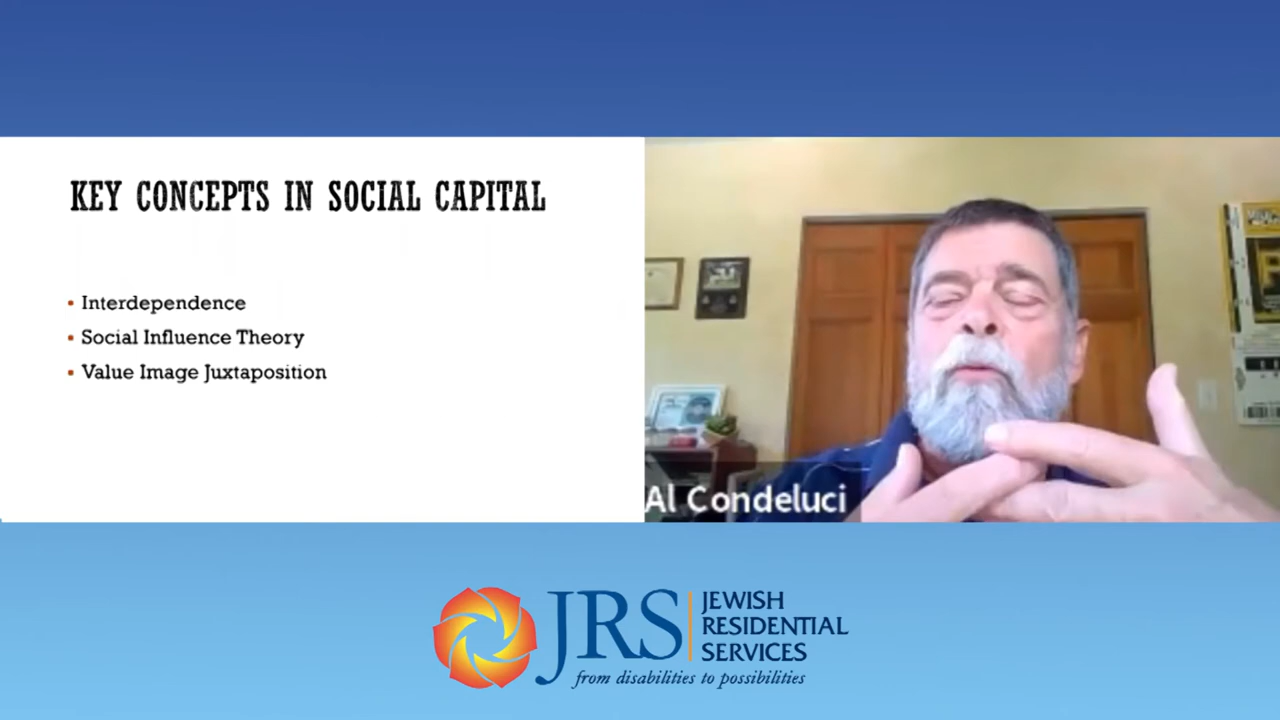 KEY CONCEPTS IN SOCIAL CAPITAL
• Interdependence
• Social Influence Theory
• Value Image Juxtaposition
Al Condeluci
JRS
JEWISH
RESIDENTIAL
SERVICES
from disabilities to possibilities